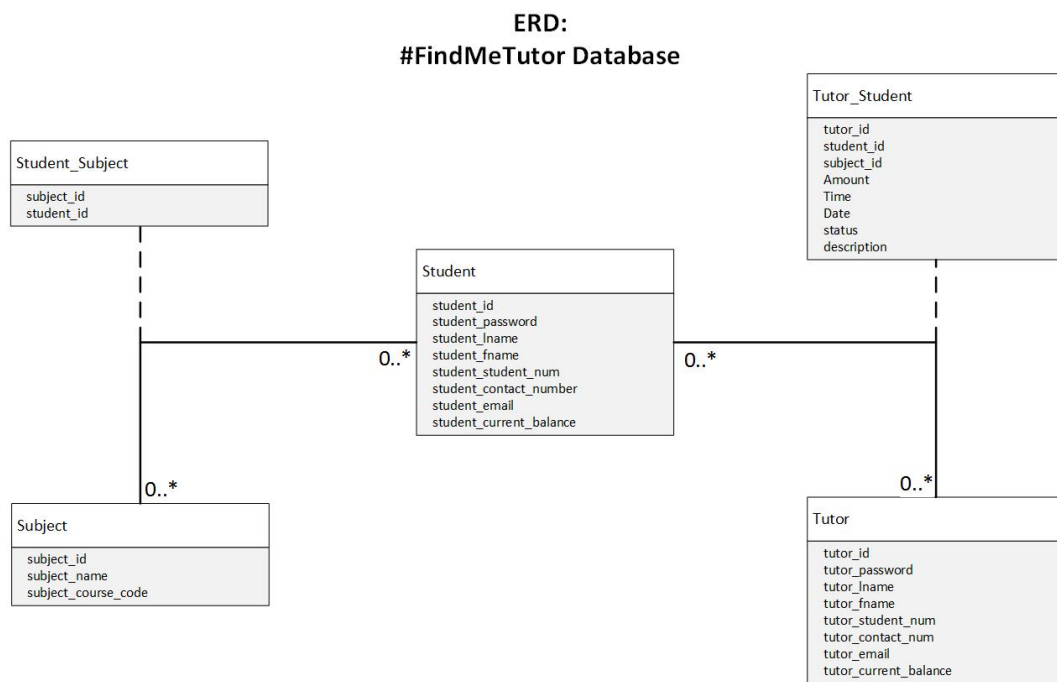 ERD:
#FindMeTutor Database
Tutor_Student
tutor_id
student_id
subject_id
Amount
Time
Date
status
description
Student_Subject
subject_id
student_id
Student
student_id
student_password
student_lname
student_fname
student_student_num
student_contact_number
student_email
student_current_balance
0..*
0..*
0..*
0..*
Subject
subject_id
subject_name
subject_course_code
Tutor
tutor_id
tutor_password
tutor_lname
tutor_fname
tutor_student_num
tutor_contact_num
tutor_email
tutor_current_balance